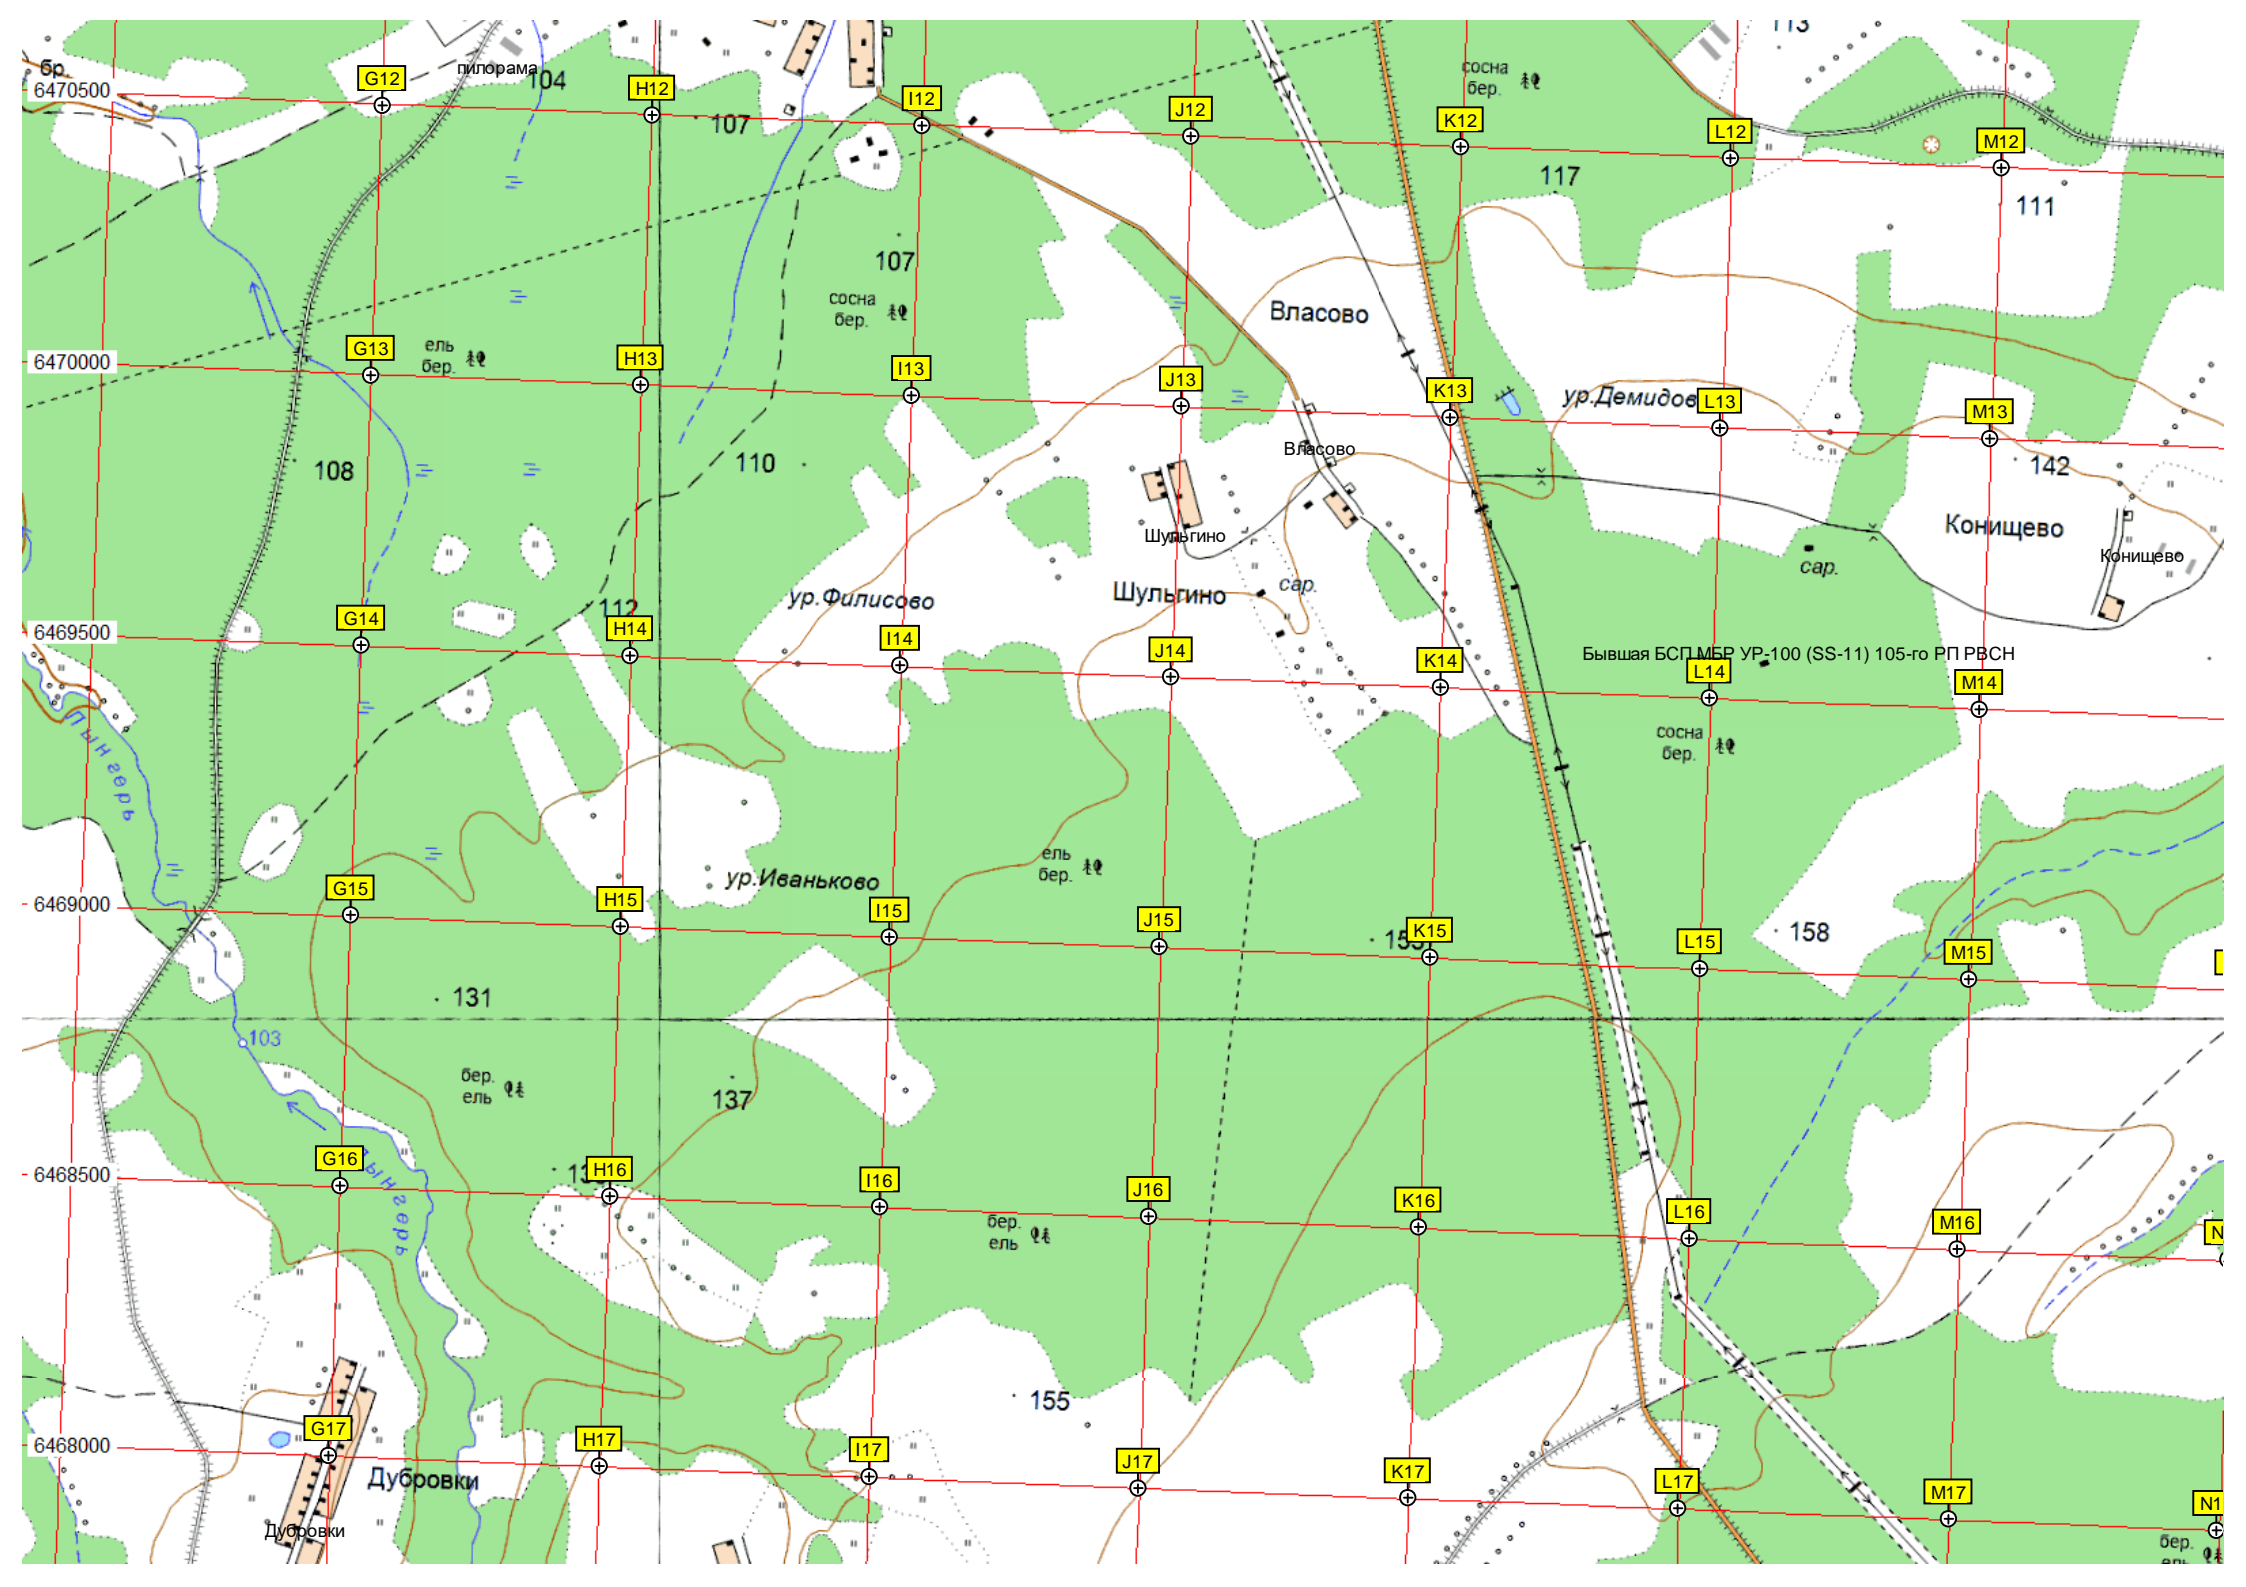 113
бр.
пилорама
104
6470500
G12
H12
I12
J12
K12
L12
M12
сосна
бер.
107
117
111
107
сосна
бер.
Власово
6470000
G13
ель
бер.
H13
I13
J13
K13
ур.Демидов
L13
M13
108
110
Власово
142
Шульгино
Конищево
Конищево
сар.
сар.
Шульгино
ур.Филисово
112
6469500
G14
H14
I14
J14
K14
Бывшая БСП МБР УР-100 (SS-11) 105-го РП РВСН
L14
M14
Пынгерь
сосна
бер.
ель
бер.
ур.Иваньково
6469000
G15
H15
I15
J15
K15
L15
M15
158
131
103
бер.
ель
137
6468500
G16
H16
I16
J16
K16
L16
M16
N
Пынгерь
бер.
ель
155
6468000
G17
H17
I17
J17
K17
L17
M17
N1
Дубровки
Дубровки
бер.
ель